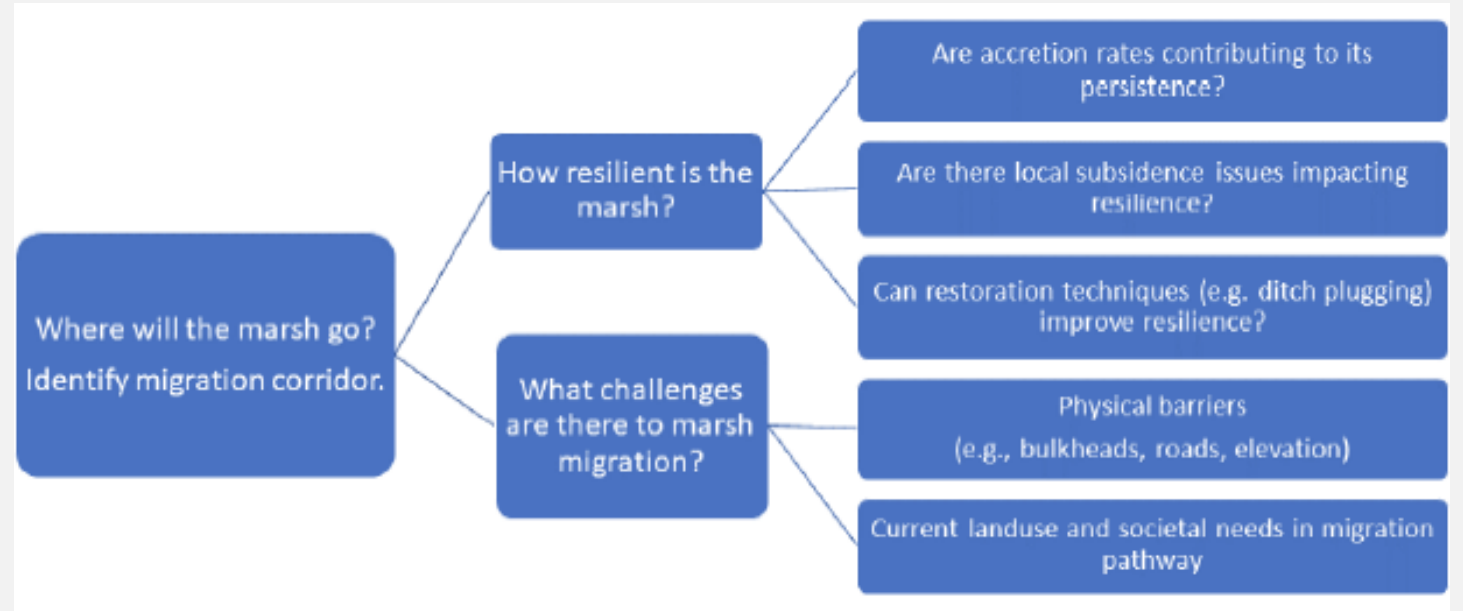 Where will the marsh go?
Identify migration corridor.
How resilient is the
marsh?
What challenges
are there to marsh
migration?
Are accretion rates contributing to its
persistence?
Are there local subsidence issues impacting
resilience?
Can restoration techniques (e.g. ditch plugging)
improve resilience?
Physical barriers
(e.g., bulkheads, roads, elevation)
Current landuse and societal needs in migration
pathway